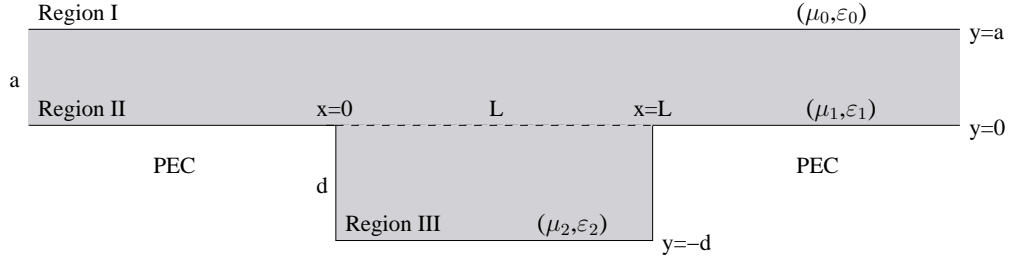 Region I (μ₀,ε₀)
y=a
a
Region II x=0 L x=L (μ₁,ε₁)
y=0
PEC PEC
d
Region III (μ₂,ε₂)
y=−d